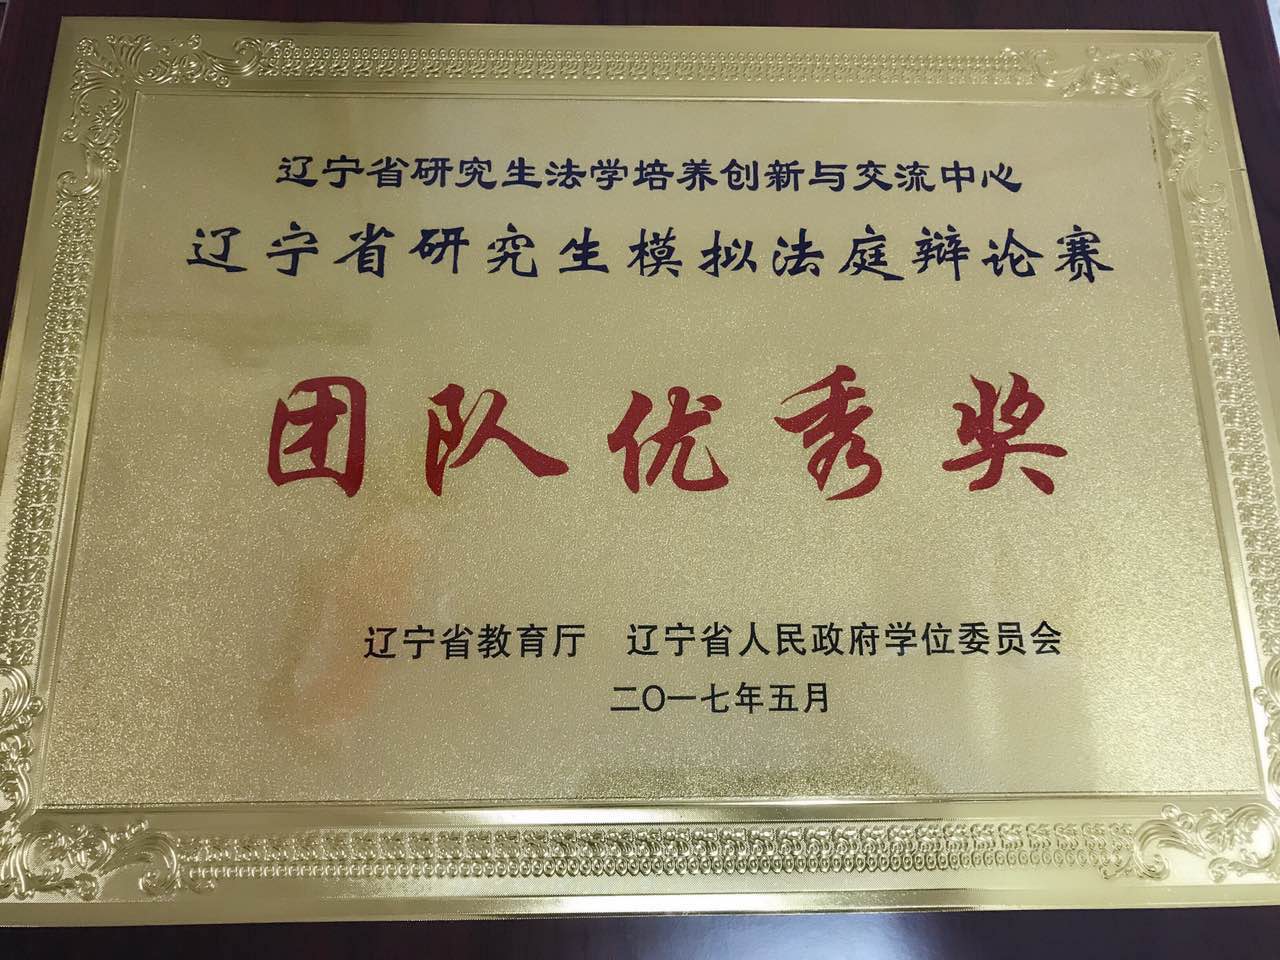 辽宁省研究生法学培养创新与交流中心
辽宁省研究生模拟法庭辩论赛
团队优秀奖
辽宁省教育厅 辽宁省人民政府学位委员会
二〇一七年五月